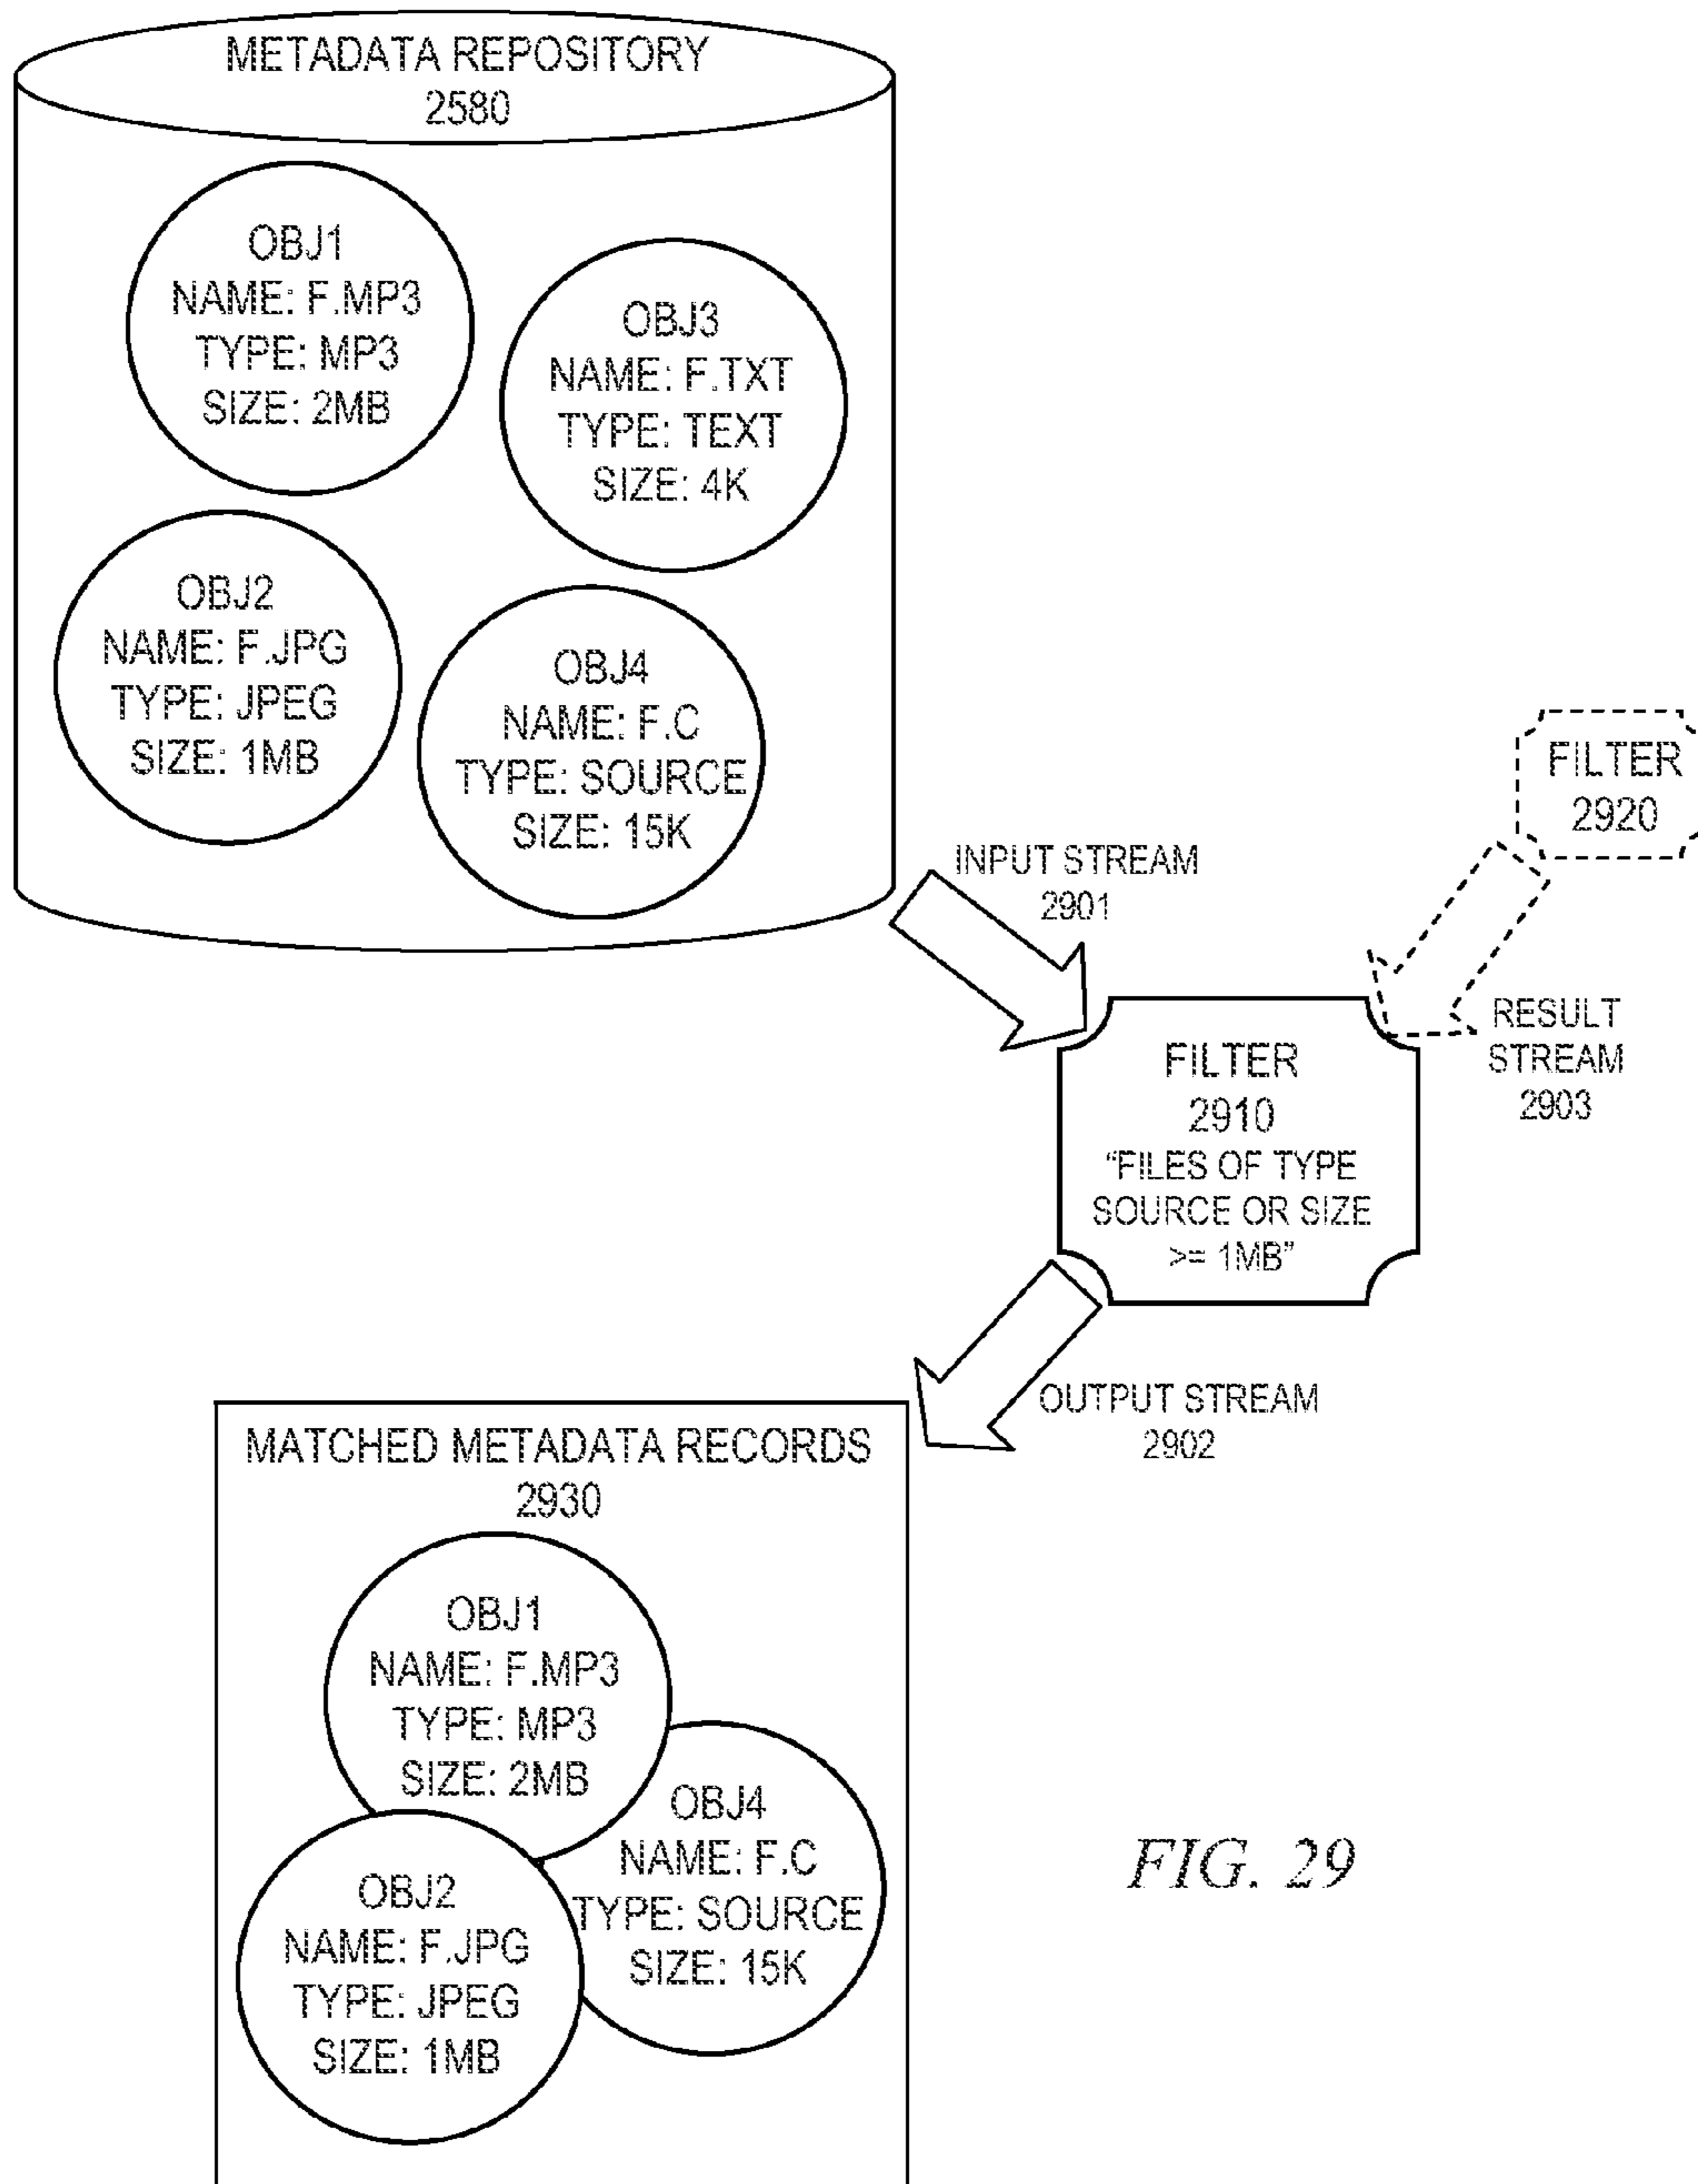 METADATA REPOSITORY
2580
OBJ1
NAME: F.MP3
TYPE: MP3
SIZE: 2MB
OBJ3
NAME: F.TXT
TYPE: TEXT
SIZE: 4K
OBJ2
NAME: F.JPG
TYPE: JPEG
SIZE: 1MB
OBJ4
NAME: F.C
TYPE: SOURCE
SIZE: 15K
FILTER
2920
INPUT STREAM
2901
RESULT
STREAM
2903
FILTER
2910
“FILES OF TYPE
SOURCE OR SIZE
>= 1MB”
OUTPUT STREAM
2902
MATCHED METADATA RECORDS
2930
OBJ1
NAME: F.MP3
TYPE: MP3
SIZE: 2MB
OBJ4
NAME: F.C
TYPE: SOURCE
SIZE: 15K
OBJ2
NAME: F.JPG
TYPE: JPEG
SIZE: 1MB
FIG. 29